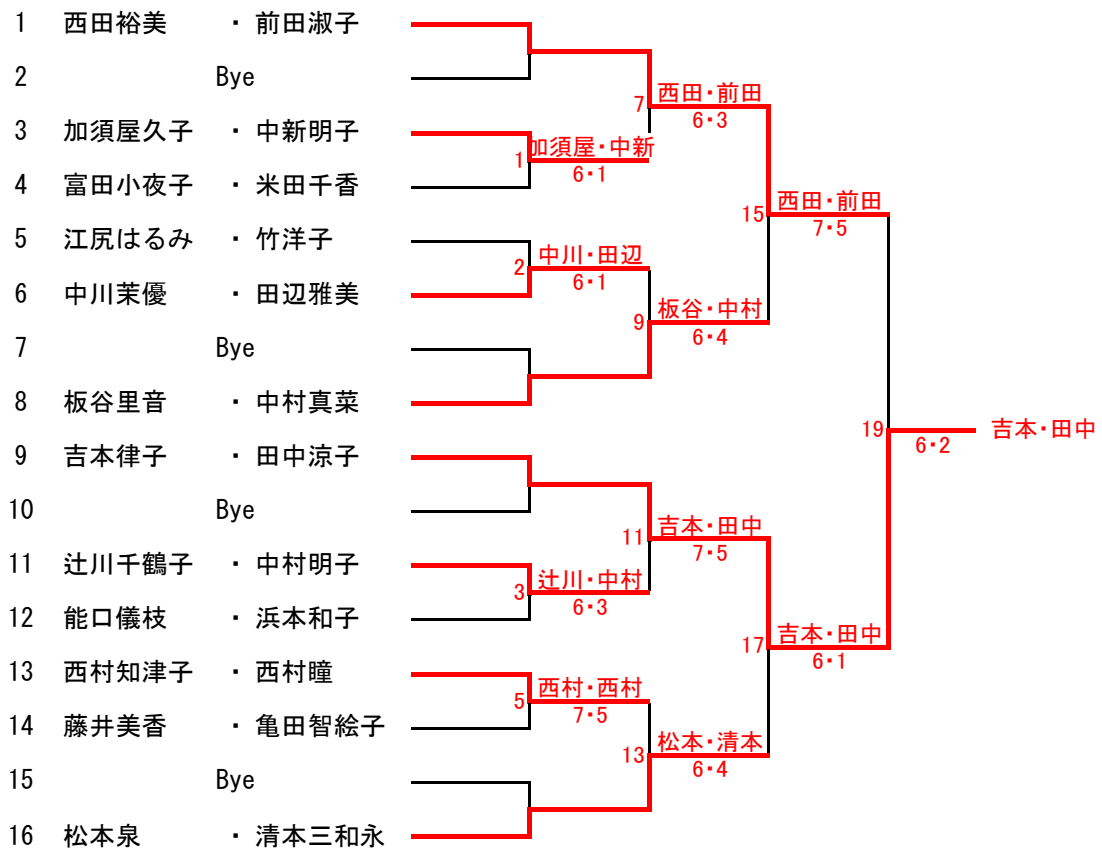 1 西田裕美 ・ 前田淑子
2 Bye
3 加須屋久子 ・ 中新明子
4 富田小夜子 ・ 米田千香
5 江尻はるみ ・ 竹洋子
6 中川茉優 ・ 田辺雅美
7 Bye
8 板谷里音 ・ 中村真菜
9 吉本律子 ・ 田中涼子
10 Bye
11 辻川千鶴子 ・ 中村明子
12 能口儀枝 ・ 浜本和子
13 西村知津子 ・ 西村瞳
14 藤井美香 ・ 亀田智絵子
15 Bye
16 松本泉 ・ 清本三和永
1 加須屋・中新
6・1
2 中川・田辺
6・1
3 辻川・中村
6・3
5 西村・西村
7・5
7 西田・前田
6・3
9 板谷・中村
6・4
11 吉本・田中
7・5
13 松本・清本
6・4
15 西田・前田
7・5
17 吉本・田中
6・1
19 吉本・田中
6・2